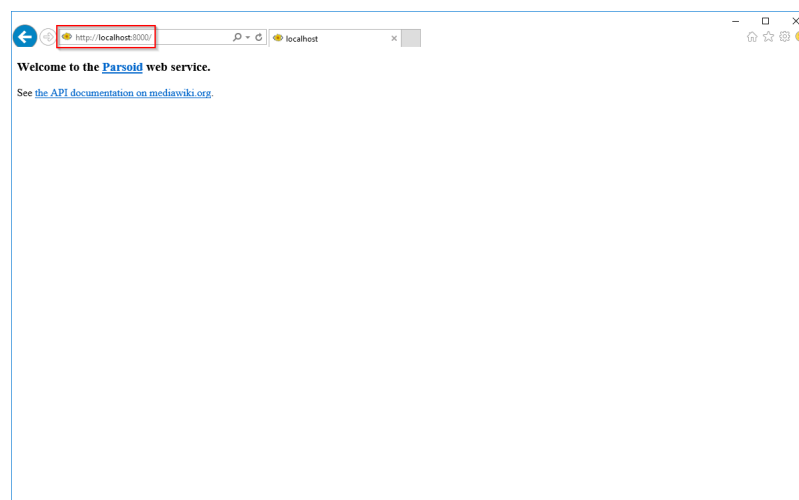 http://localhost:8000/
localhost
Welcome to the Parsoid web service.
See the API documentation on mediawiki.org.